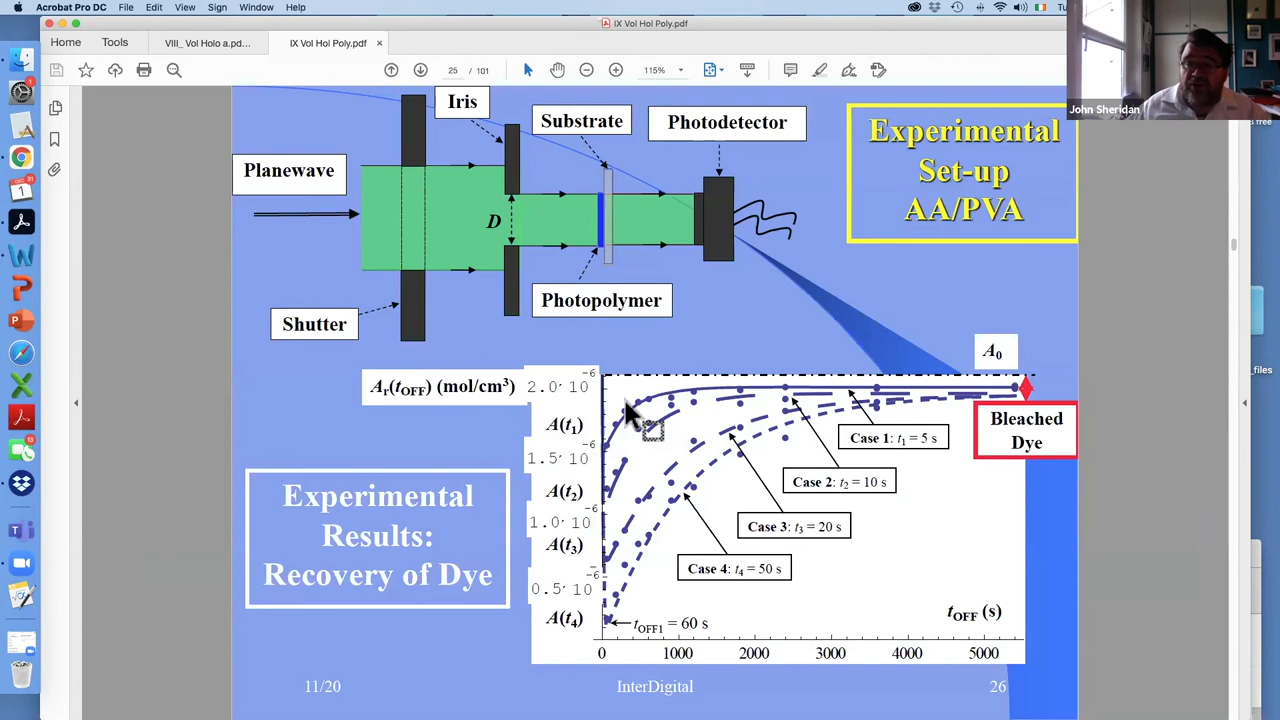 Acrobat Pro DC File Edit View Sign Window Help
IX Vol Hol Poly.pdf
Home Tools VIII_ Vol Holo a.pd... IX Vol Hol Poly.pdf ×
25 / 101 115%
John Sheridan
Iris
Substrate
Photodetector
Planewave
D
Shutter
Photopolymer
Experimental
Set-up
AA/PVA
A0
Ar(tOFF) (mol/cm3)
2.0· 10 −6
A(t1)
1.5· 10 −6
A(t2)
1.0· 10 −6
A(t3)
0.5· 10 −6
A(t4)
Bleached
Dye
Case 1: t1 = 5 s
Case 2: t2 = 10 s
Case 3: t3 = 20 s
Case 4: t4 = 50 s
tOFF1 = 60 s
tOFF (s)
0 1000 2000 3000 4000 5000
Experimental
Results:
Recovery of Dye
11/20 InterDigital 26